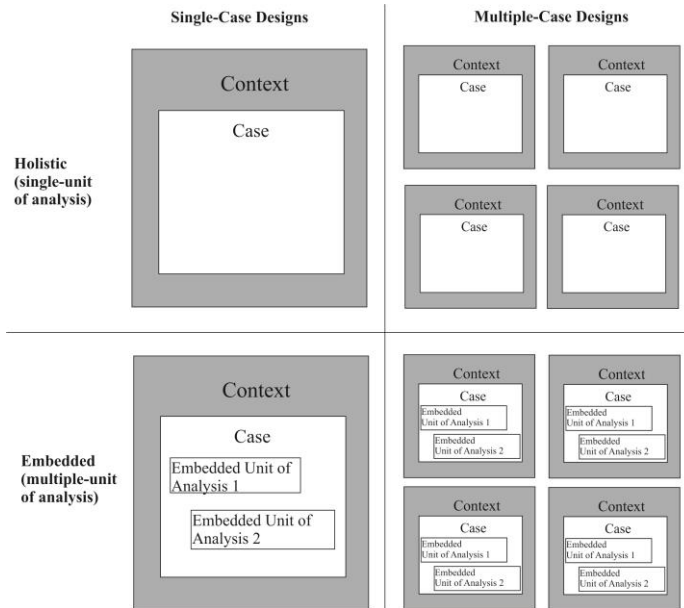 Single-Case Designs
Multiple-Case Designs
Holistic
(single-unit
of analysis)
Context
Case
Context
Case
Context
Case
Context
Case
Context
Case
Embedded
(multiple-unit
of analysis)
Context
Case
Embedded Unit of
Analysis 1
Embedded Unit of
Analysis 2
Context
Case
Embedded
Unit of Analysis 1
Embedded
Unit of Analysis 2
Context
Case
Embedded
Unit of Analysis 1
Embedded
Unit of Analysis 2
Context
Case
Embedded
Unit of Analysis 1
Embedded
Unit of Analysis 2
Context
Case
Embedded
Unit of Analysis 1
Embedded
Unit of Analysis 2